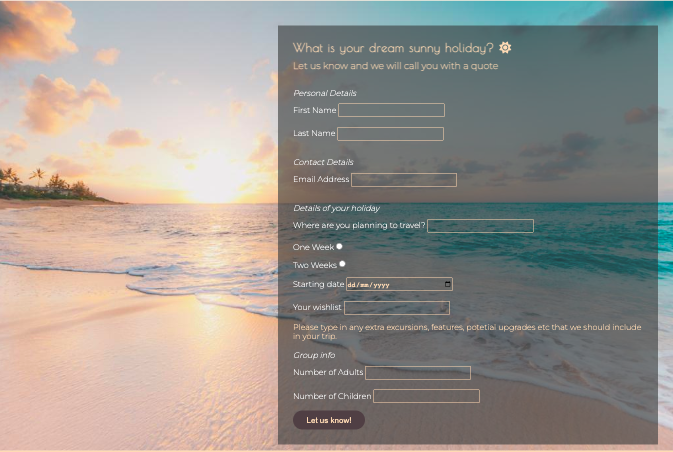 What is your dream sunny holiday?
Let us know and we will call you with a quote
Personal Details
First Name
Last Name
Contact Details
Email Address
Details of your holiday
Where are you planning to travel?
One Week
Two Weeks
Starting date dd/mm/yyyy
Your wishlist
Please type in any extra excursions, features, potetial upgrades etc that we should include
in your trip.
Group info
Number of Adults
Number of Children
Let us know!